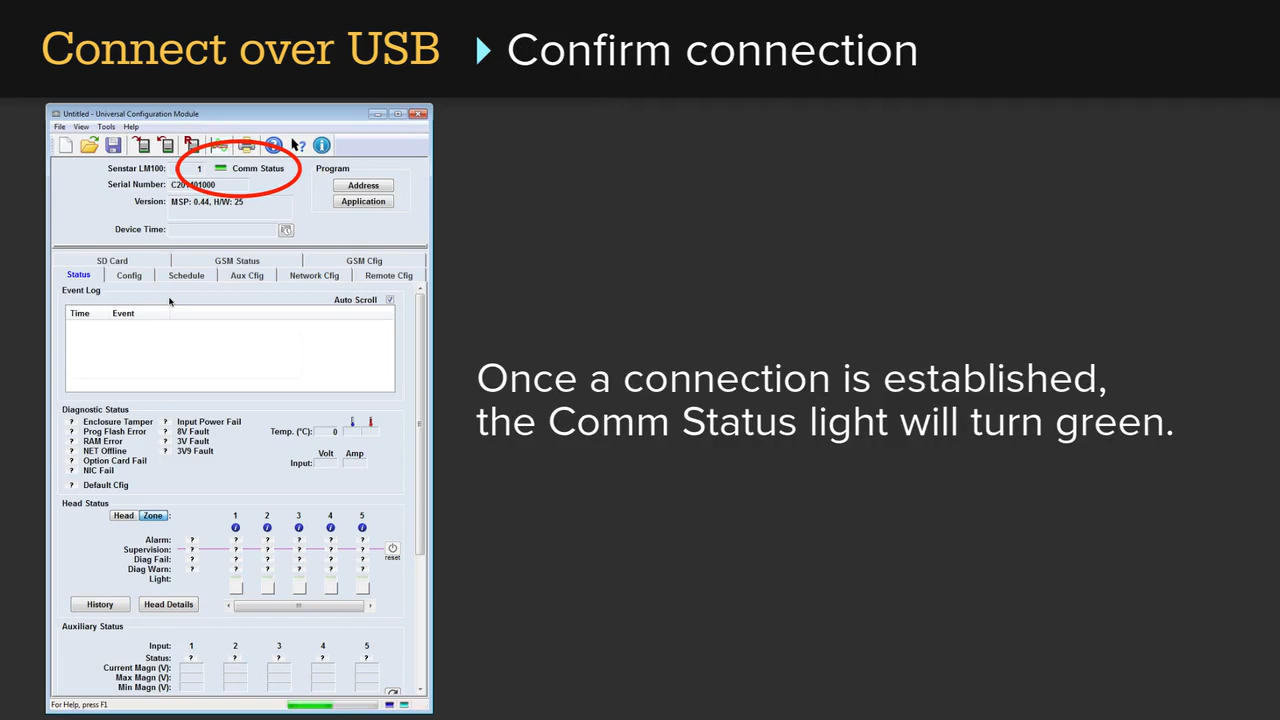 Connect over USB Confirm connection
Untitled - Universal Configuration Module
File View Tools Help
Senstar LM100: 1 Comm Status Program
Serial Number: Address
Version: MSP: 0.44, H/W: 25 Application
Device Time:
SD Card GSM Status GSM Cfg
Status Config Schedule Aux Cfg Network Cfg Remote Cfg
Event Log
Auto Scroll
Time Event
Once a connection is established,
the Comm Status light will turn green.
Diagnostic Status
? Enclosure Tamper ? Input Power Fail
? Prog Flash Error ? 8V Fault Temp. (°C): 0
? RAM Error ? 3V Fault
? NET Offline ? 3V9 Fault Volt Amp
? Option Card Fail Input:
? NIC Fail
? Default Cfg
Head Status
Head Zone : 1 2 3 4 5
i i i i i
Alarm: ? ? ? ? ? ?
Supervision: ? ? ? ? ? ? reset
Diag Fail: ? ? ? ? ? ?
Diag Warn: ? ? ? ? ? ?
Light:
History Head Details
Auxiliary Status
Input: 1 2 3 4 5
Status: ? ? ? ? ?
Current Magn (V):
Max Magn (V):
Min Magn (V):
For Help, press F1